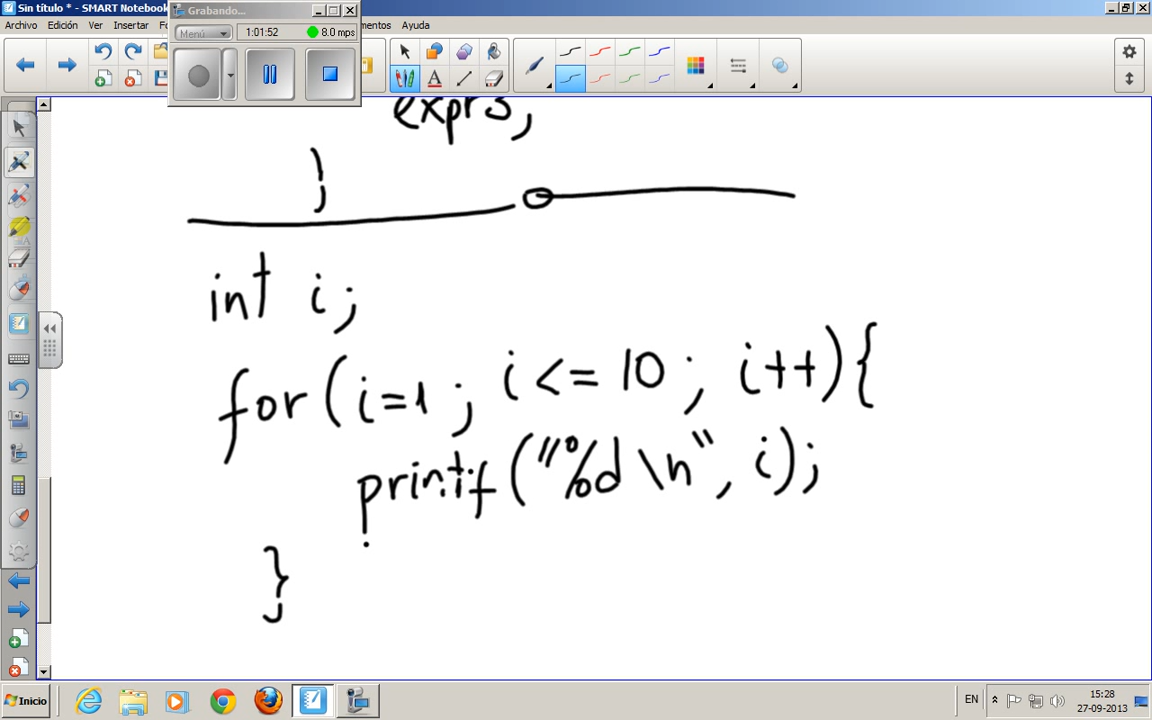 Sin título * - SMART Notebook
Grabando...
Archivo Edición Ver Insertar
Menú 1:01:52 8.0 mps
Ayuda
exprs;
}
int i;
for(i=1; i<=10; i++){
printf("%d \n", i);
}
Inicio
EN
15:28
27-09-2013